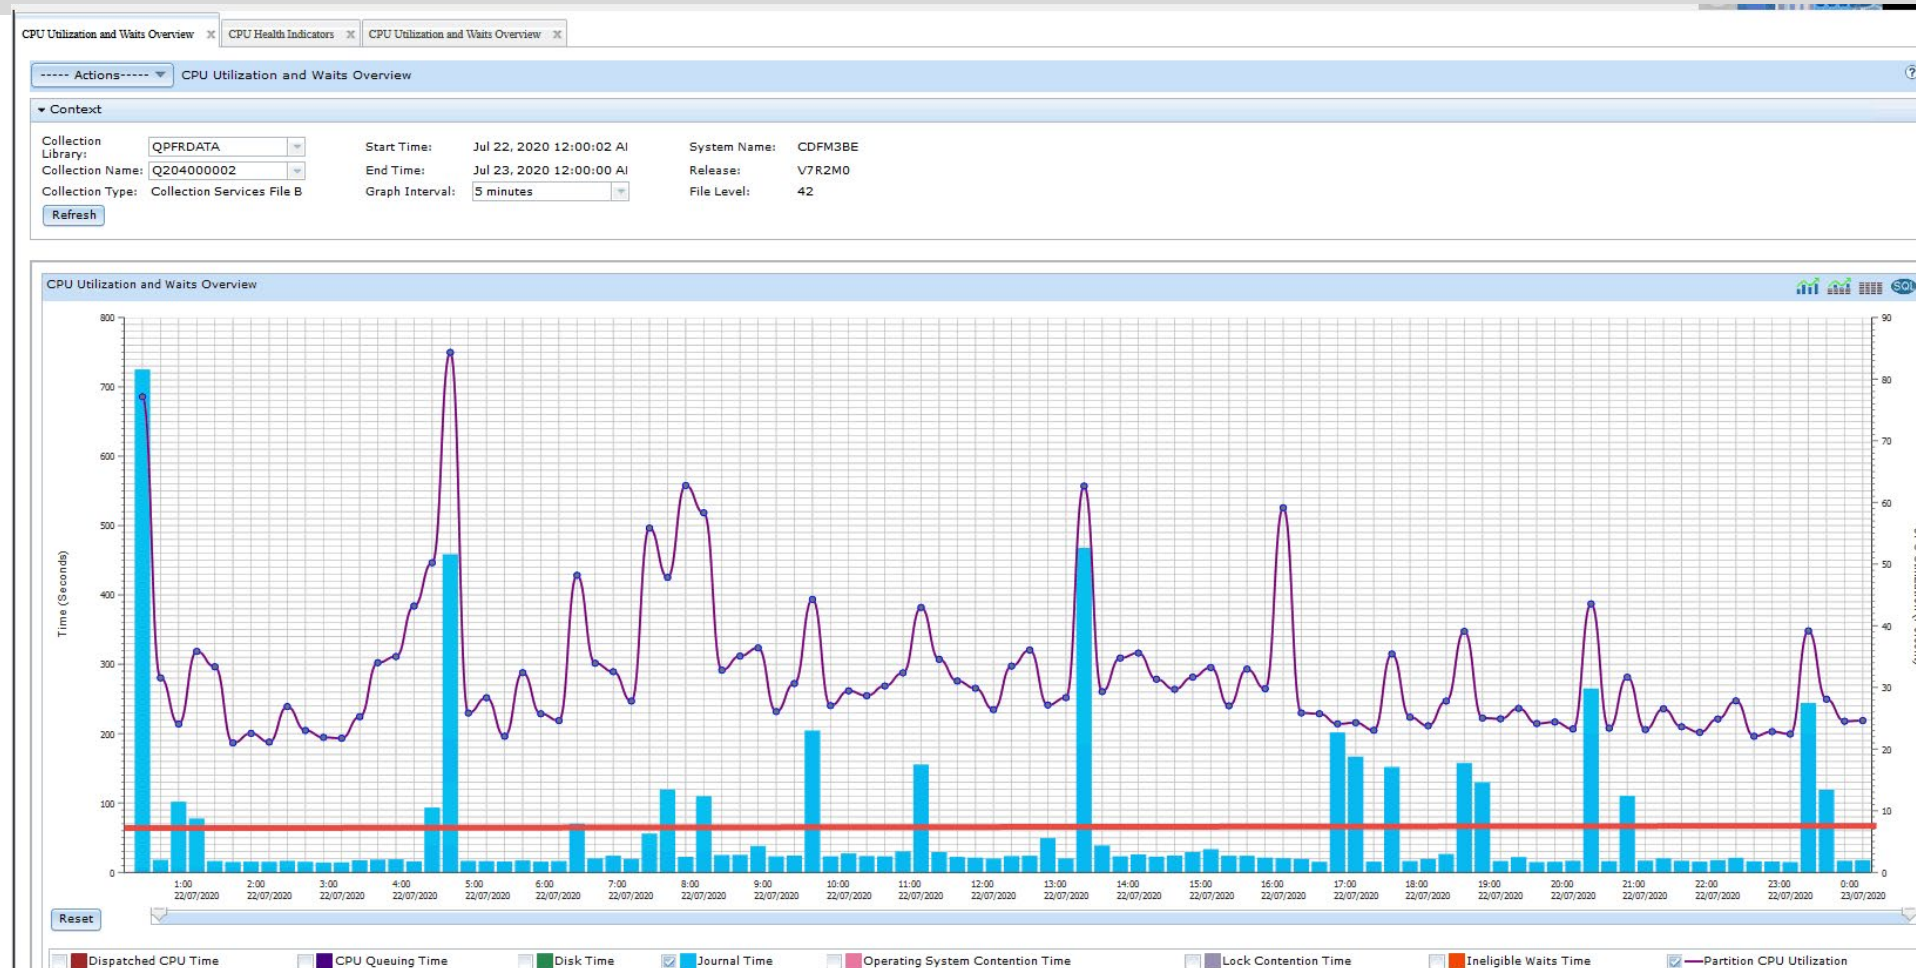 CPU Utilization and Waits Overview
CPU Health Indicators
CPU Utilization and Waits Overview
----- Actions-----
CPU Utilization and Waits Overview
Context
Collection Library:
QPFRDATA
Start Time:
Jul 22, 2020 12:00:02 AI
System Name:
CDFM3BE
Collection Name:
Q204000002
End Time:
Jul 23, 2020 12:00:00 AI
Release:
V7R2M0
Collection Type:
Collection Services File B
Graph Interval:
5 minutes
File Level:
42
Refresh
CPU Utilization and Waits Overview
SQL
800
700
600
500
400
300
200
100
0
Time (Seconds)
90
80
70
60
50
40
30
20
10
0
1:00 22/07/2020
2:00 22/07/2020
3:00 22/07/2020
4:00 22/07/2020
5:00 22/07/2020
6:00 22/07/2020
7:00 22/07/2020
8:00 22/07/2020
9:00 22/07/2020
10:00 22/07/2020
11:00 22/07/2020
12:00 22/07/2020
13:00 22/07/2020
14:00 22/07/2020
15:00 22/07/2020
16:00 22/07/2020
17:00 22/07/2020
18:00 22/07/2020
19:00 22/07/2020
20:00 22/07/2020
21:00 22/07/2020
22:00 22/07/2020
23:00 22/07/2020
0:00 23/07/2020
Reset
Dispatched CPU Time
CPU Queuing Time
Disk Time
Journal Time
Operating System Contention Time
Lock Contention Time
Ineligible Waits Time
Partition CPU Utilization